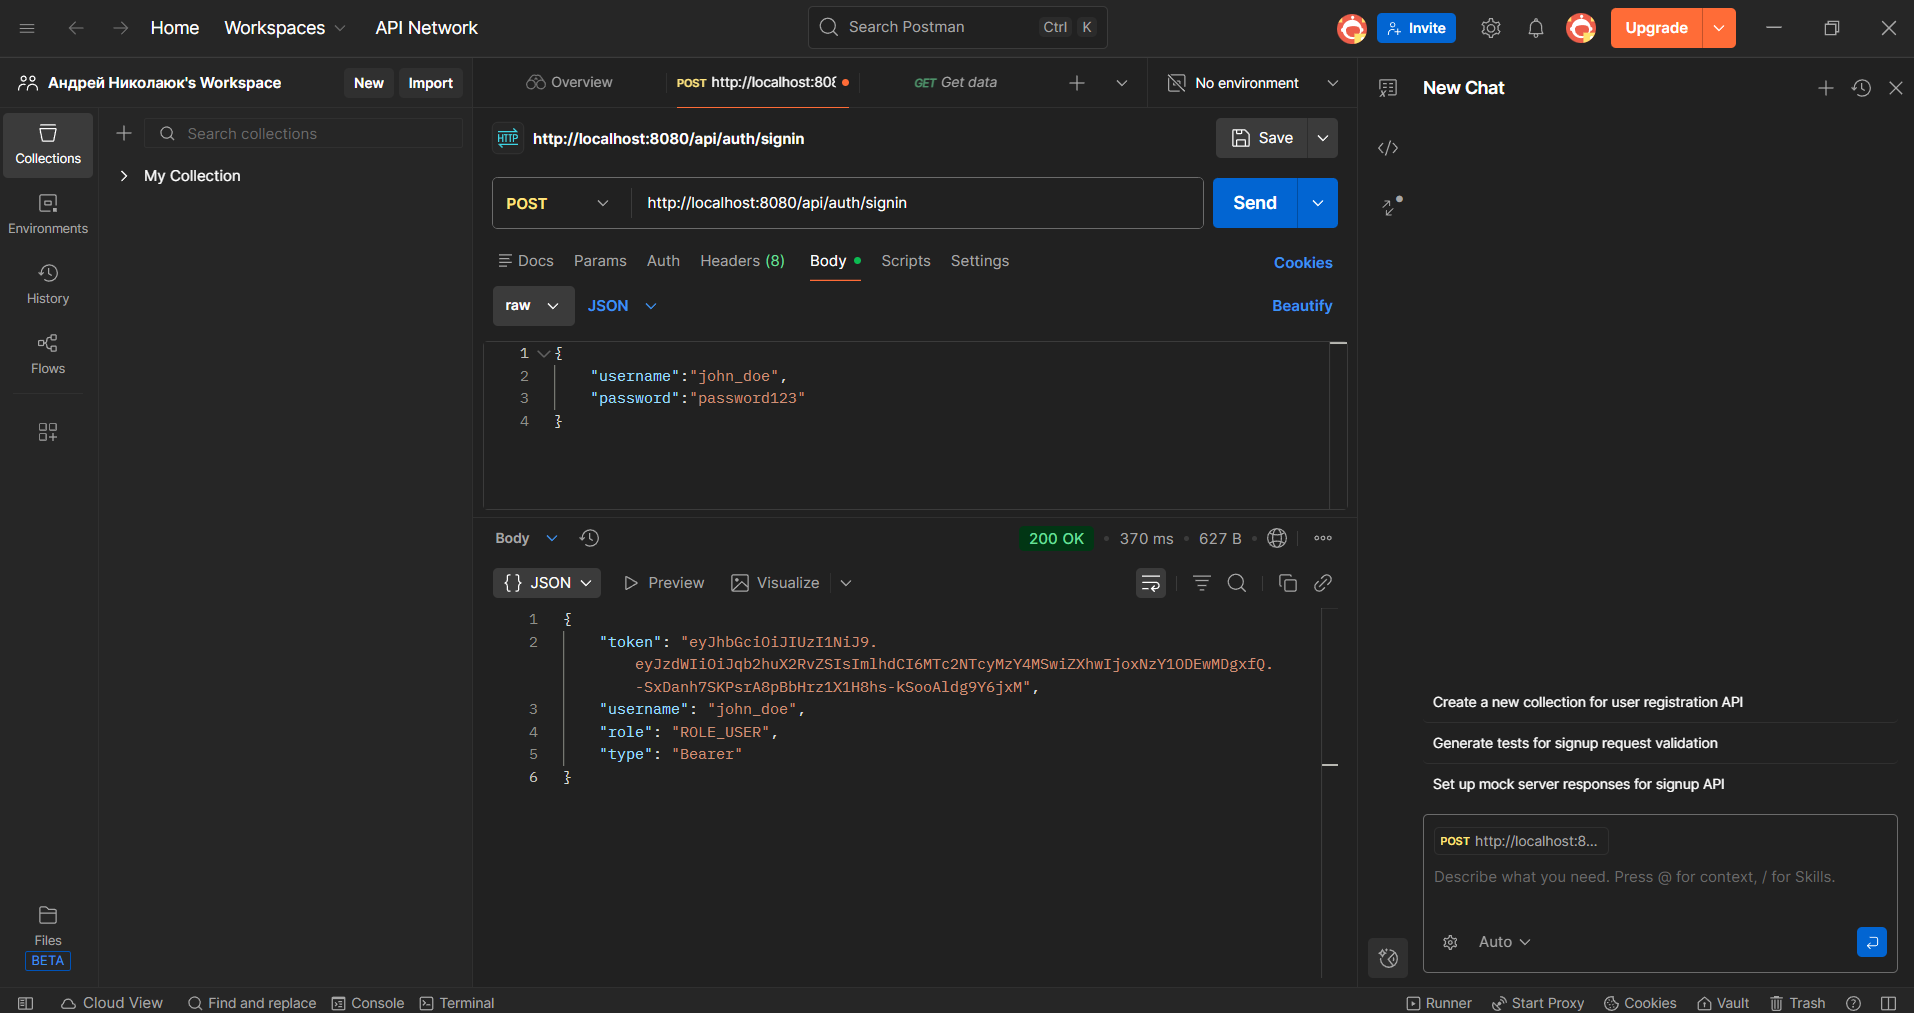 Home Workspaces API Network Search Postman Ctrl K Invite Upgrade
Андрей Николаюк's Workspace New Import Overview POST http://localhost:808 GET Get data No environment New Chat
Search collections
Collections
My Collection
Environments
History
Flows
Files
BETA
HTTP http://localhost:8080/api/auth/signin Save
POST http://localhost:8080/api/auth/signin Send
Docs Params Auth Headers (8) Body Scripts Settings Cookies
raw JSON Beautify
1 {
2 "username":"john_doe",
3 "password":"password123"
4 }
Body 200 OK 370 ms 627 B
{} JSON Preview Visualize
1 {
2 "token": "eyJhbGciOiJIUzI1NiJ9.
eyJzdWIiOiJqb2huX2RvZSIsImlhdCI6MTc2NTcyMzY4MSwiZXhwIjoxNzY1ODEwMDgxfQ.
-SxDanh7SKPsrA8pBbHrz1X1H8hs-kSooAldg9Y6jxM",
3 "username": "john_doe",
4 "role": "ROLE_USER",
5 "type": "Bearer"
6 }
Create a new collection for user registration API
Generate tests for signup request validation
Set up mock server responses for signup API
POST http://localhost:8...
Describe what you need. Press @ for context, / for Skills.
Auto
Cloud View Find and replace Console Terminal Runner Start Proxy Cookies Vault Trash